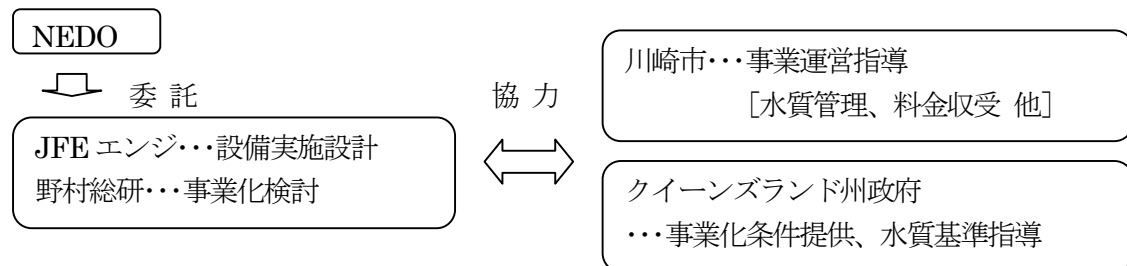 NEDO
委 託
JFE エンジ･･･設備実施設計
野村総研･･･事業化検討
協 力
川崎市･･･事業運営指導
［水質管理、料金収受 他］
クイーンズランド州政府
･･･事業化条件提供、水質基準指導